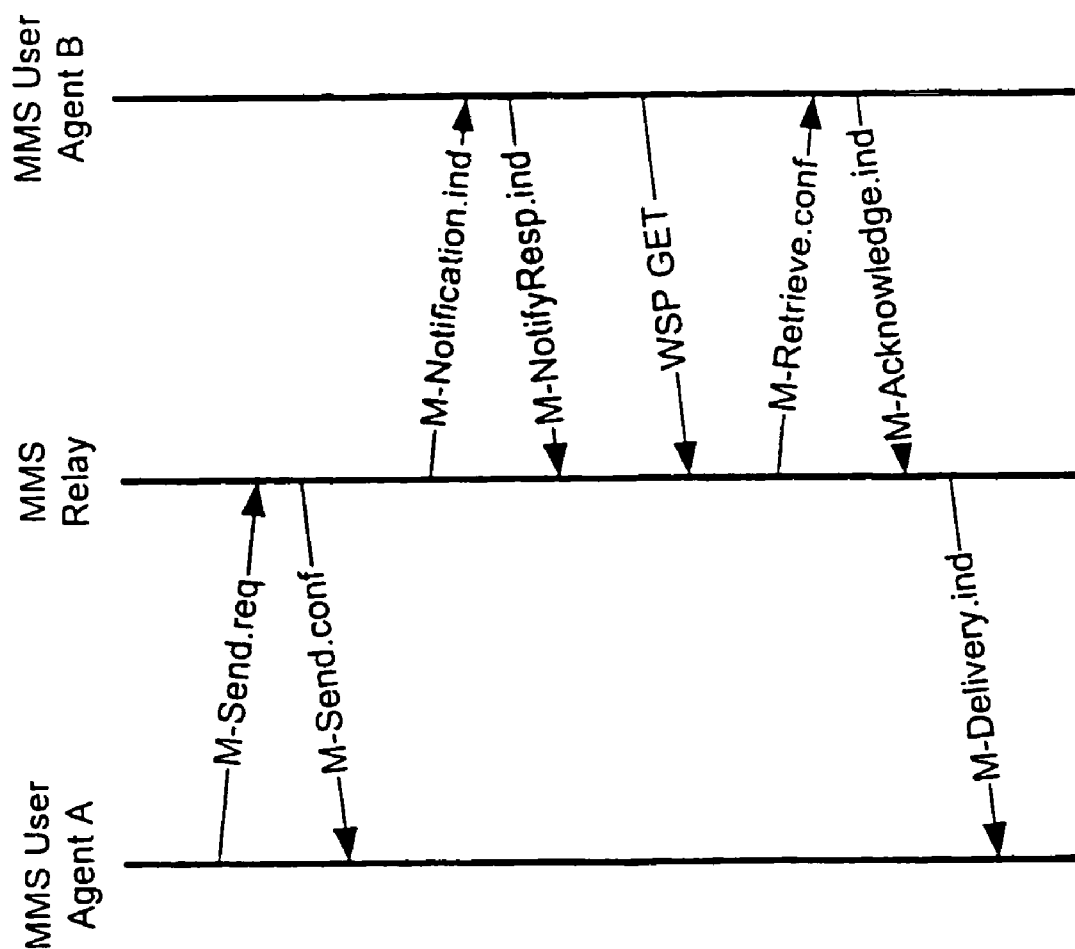 MMS User
Agent A
MMS
Relay
MMS User
Agent B
M-Send.req
M-Send.conf
M-Notification.ind
M-NotifyResp.ind
WSP GET
M-Retrieve.conf
M-Acknowledge.ind
M-Delivery.ind